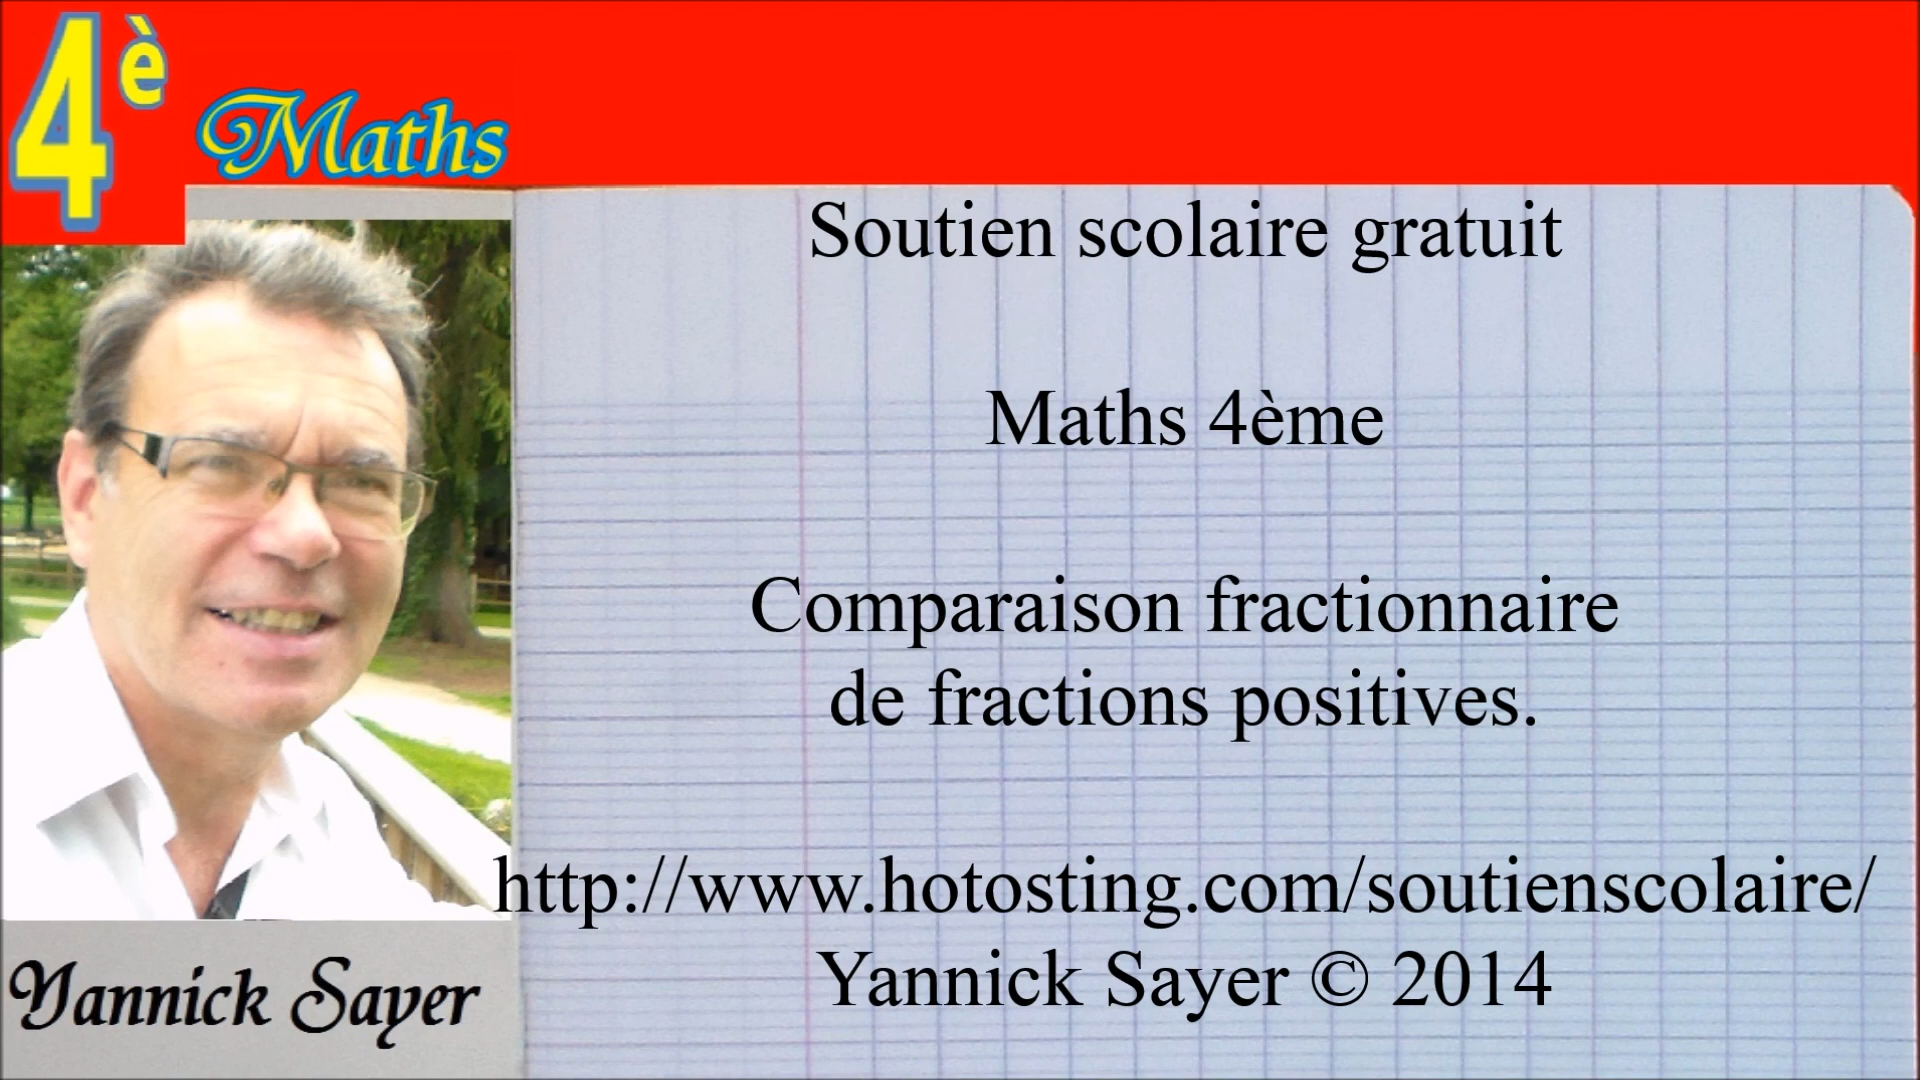 4è
Maths
Soutien scolaire gratuit
Maths 4ème
Comparaison fractionnaire
de fractions positives.
http://www.hotosting.com/soutienscolaire/
Yannick Sayer © 2014
Yannick Sayer